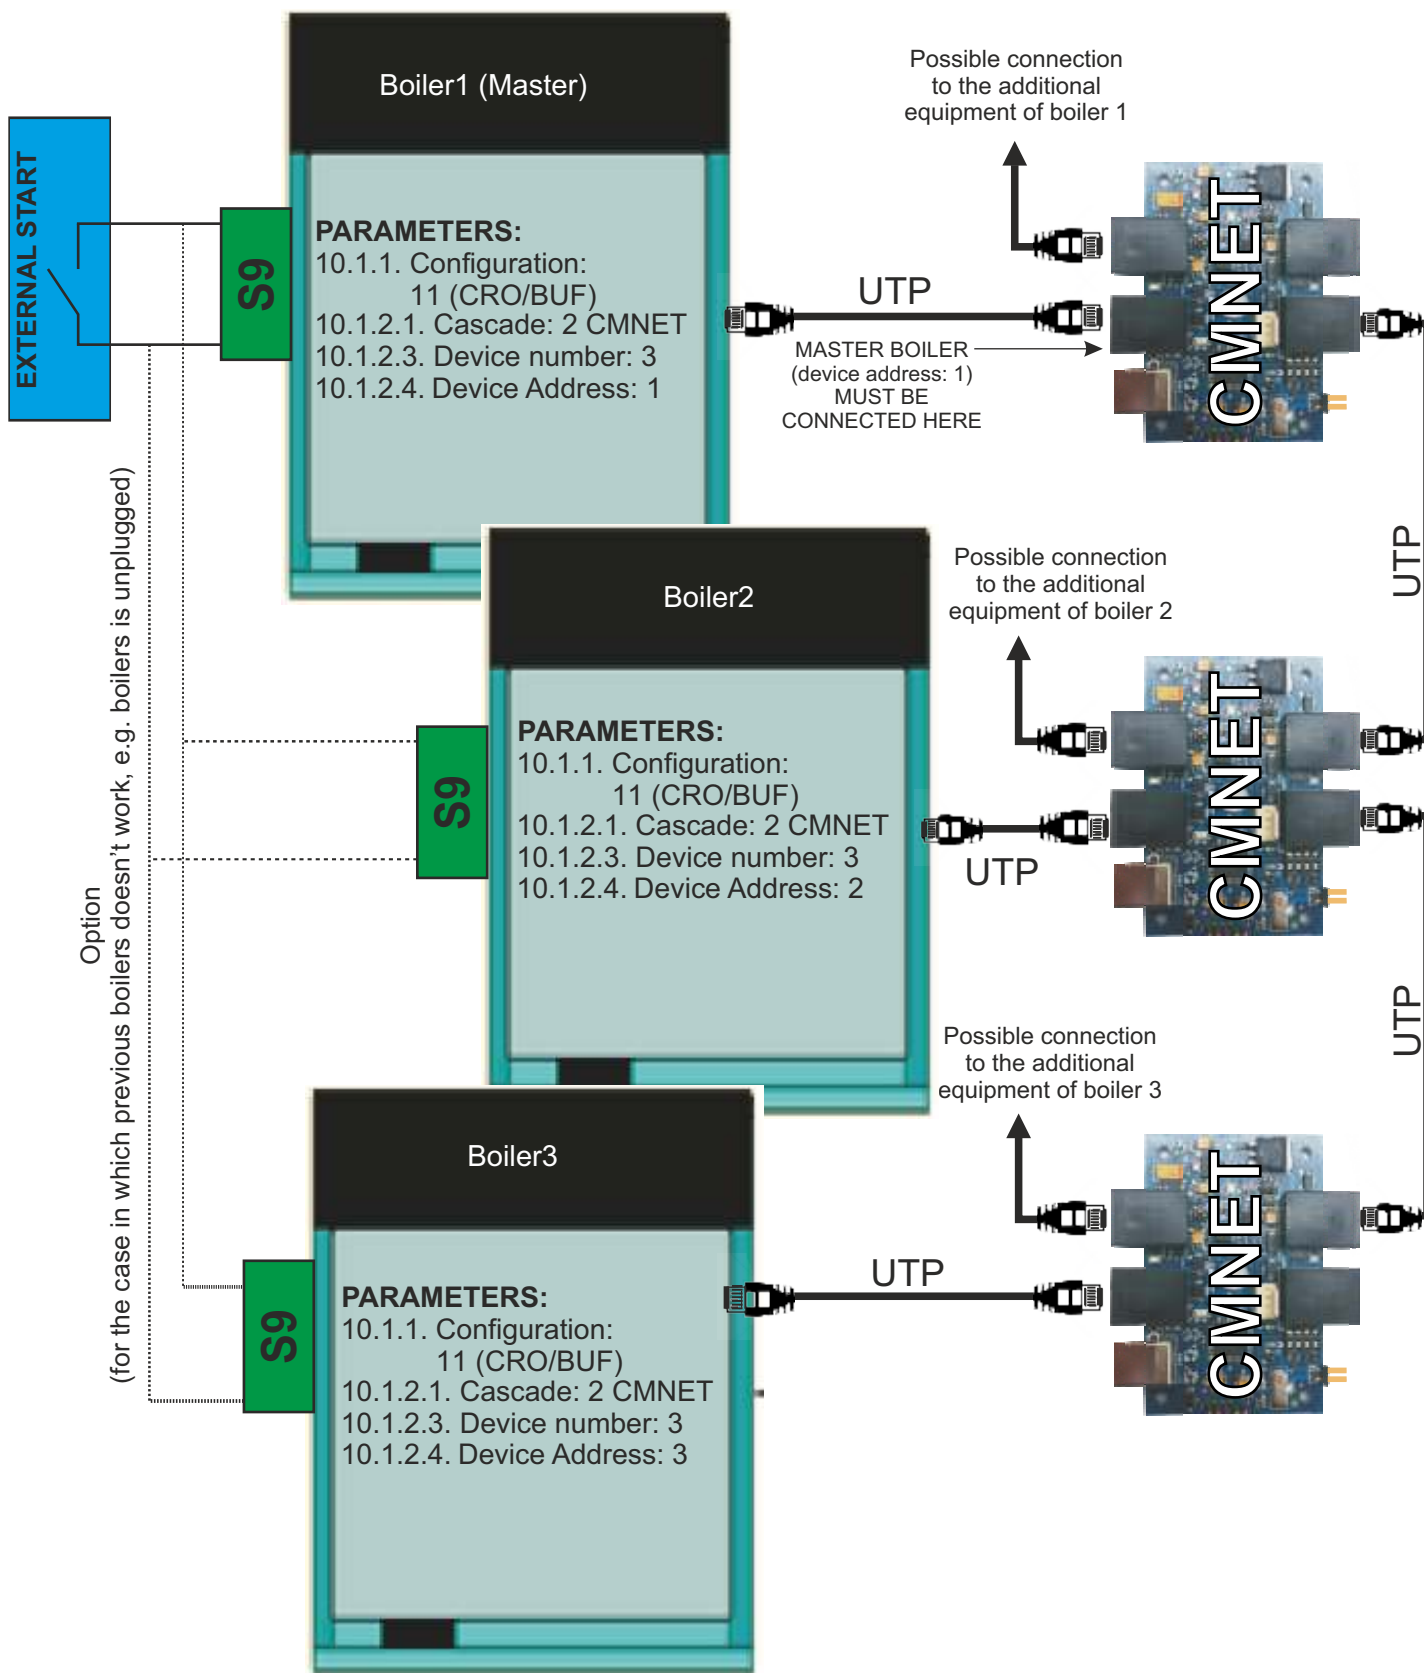 Boiler1 (Master)
Possible connection
to the additional
equipment of boiler 1
EXTERNAL START
S9
PARAMETERS:
10.1.1. Configuration:
11 (CRO/BUF)
10.1.2.1. Cascade: 2 CMNET
10.1.2.3. Device number: 3
10.1.2.4. Device Address: 1
UTP
MASTER BOILER
(device address: 1)
MUST BE
CONNECTED HERE
CMNET
UTP
Option
(for the case in which previous boilers doesn't work, e.g. boilers is unplugged)
Boiler2
Possible connection
to the additional
equipment of boiler 2
S9
PARAMETERS:
10.1.1. Configuration:
11 (CRO/BUF)
10.1.2.1. Cascade: 2 CMNET
10.1.2.3. Device number: 3
10.1.2.4. Device Address: 2
UTP
CMNET
UTP
Boiler3
Possible connection
to the additional
equipment of boiler 3
S9
PARAMETERS:
10.1.1. Configuration:
11 (CRO/BUF)
10.1.2.1. Cascade: 2 CMNET
10.1.2.3. Device number: 3
10.1.2.4. Device Address: 3
UTP
CMNET